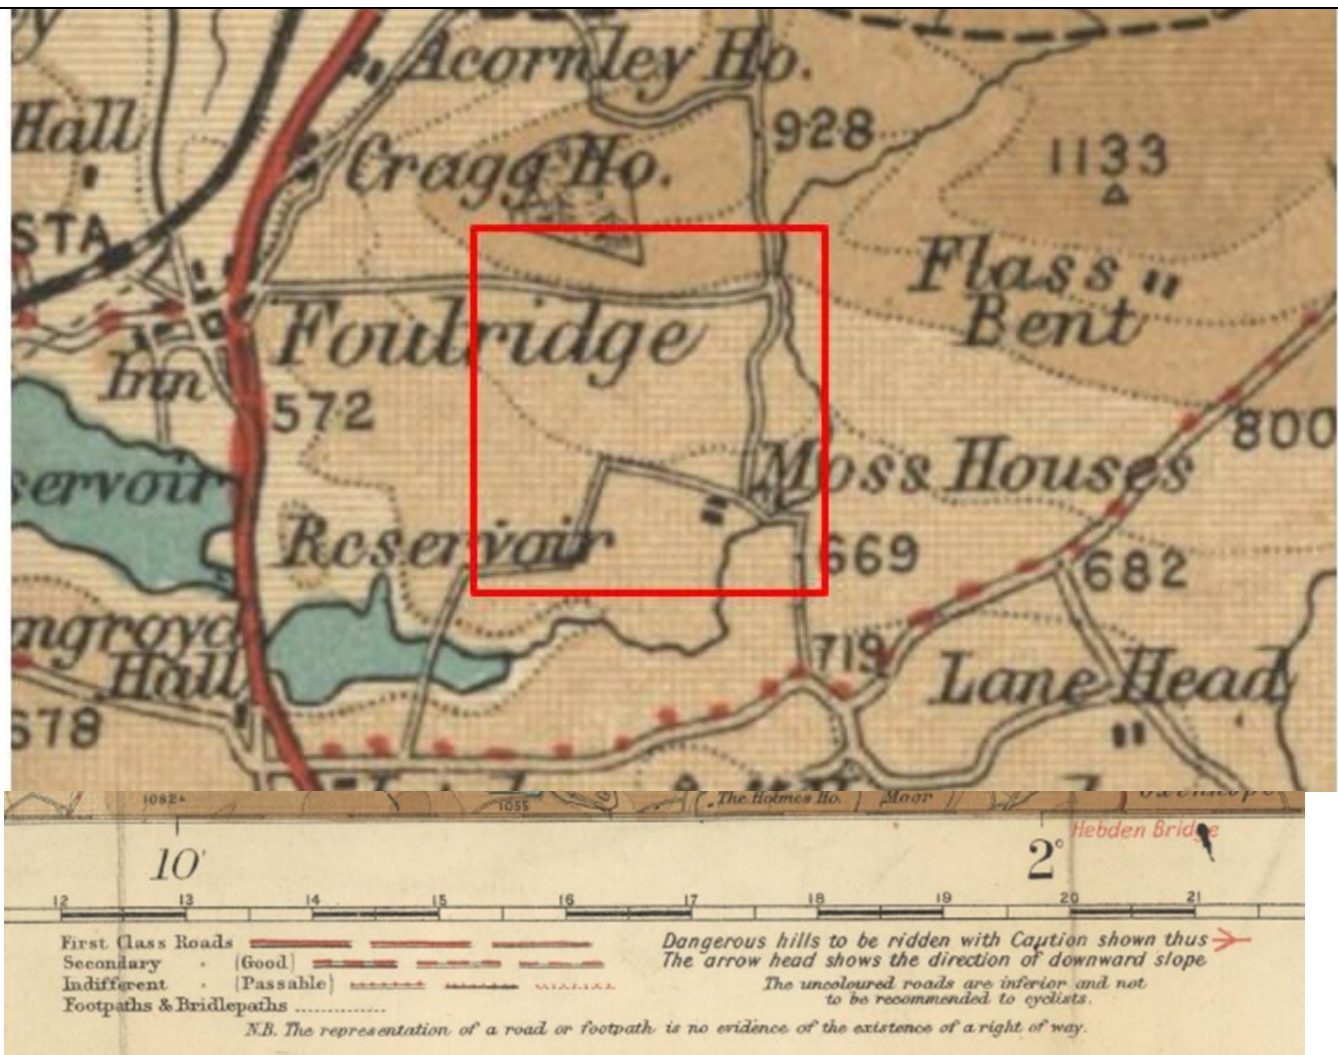 Acornley Ho.
Hall
Cragg Ho.
928
1133
STA
Flass
Bent
Foulridge
Inn
572
800
servoir
Moss Houses
Reservoir
669
682
ngroyd
Hall
719
Lane Head
678
1082
1055
The Holmes Ho.
Moor
10'
2°
Hebden Bridge
12 13 14 15 16 17 18 19 20 21
First Class Roads
Secondary " (Good)
Indifferent " (Passable)
Footpaths & Bridlepaths
Dangerous hills to be ridden with Caution shown thus
The arrow head shows the direction of downward slope
The uncoloured roads are inferior and not
to be recommended to cyclists.
N.B. The representation of a road or footpath is no evidence of the existence of a right of way.